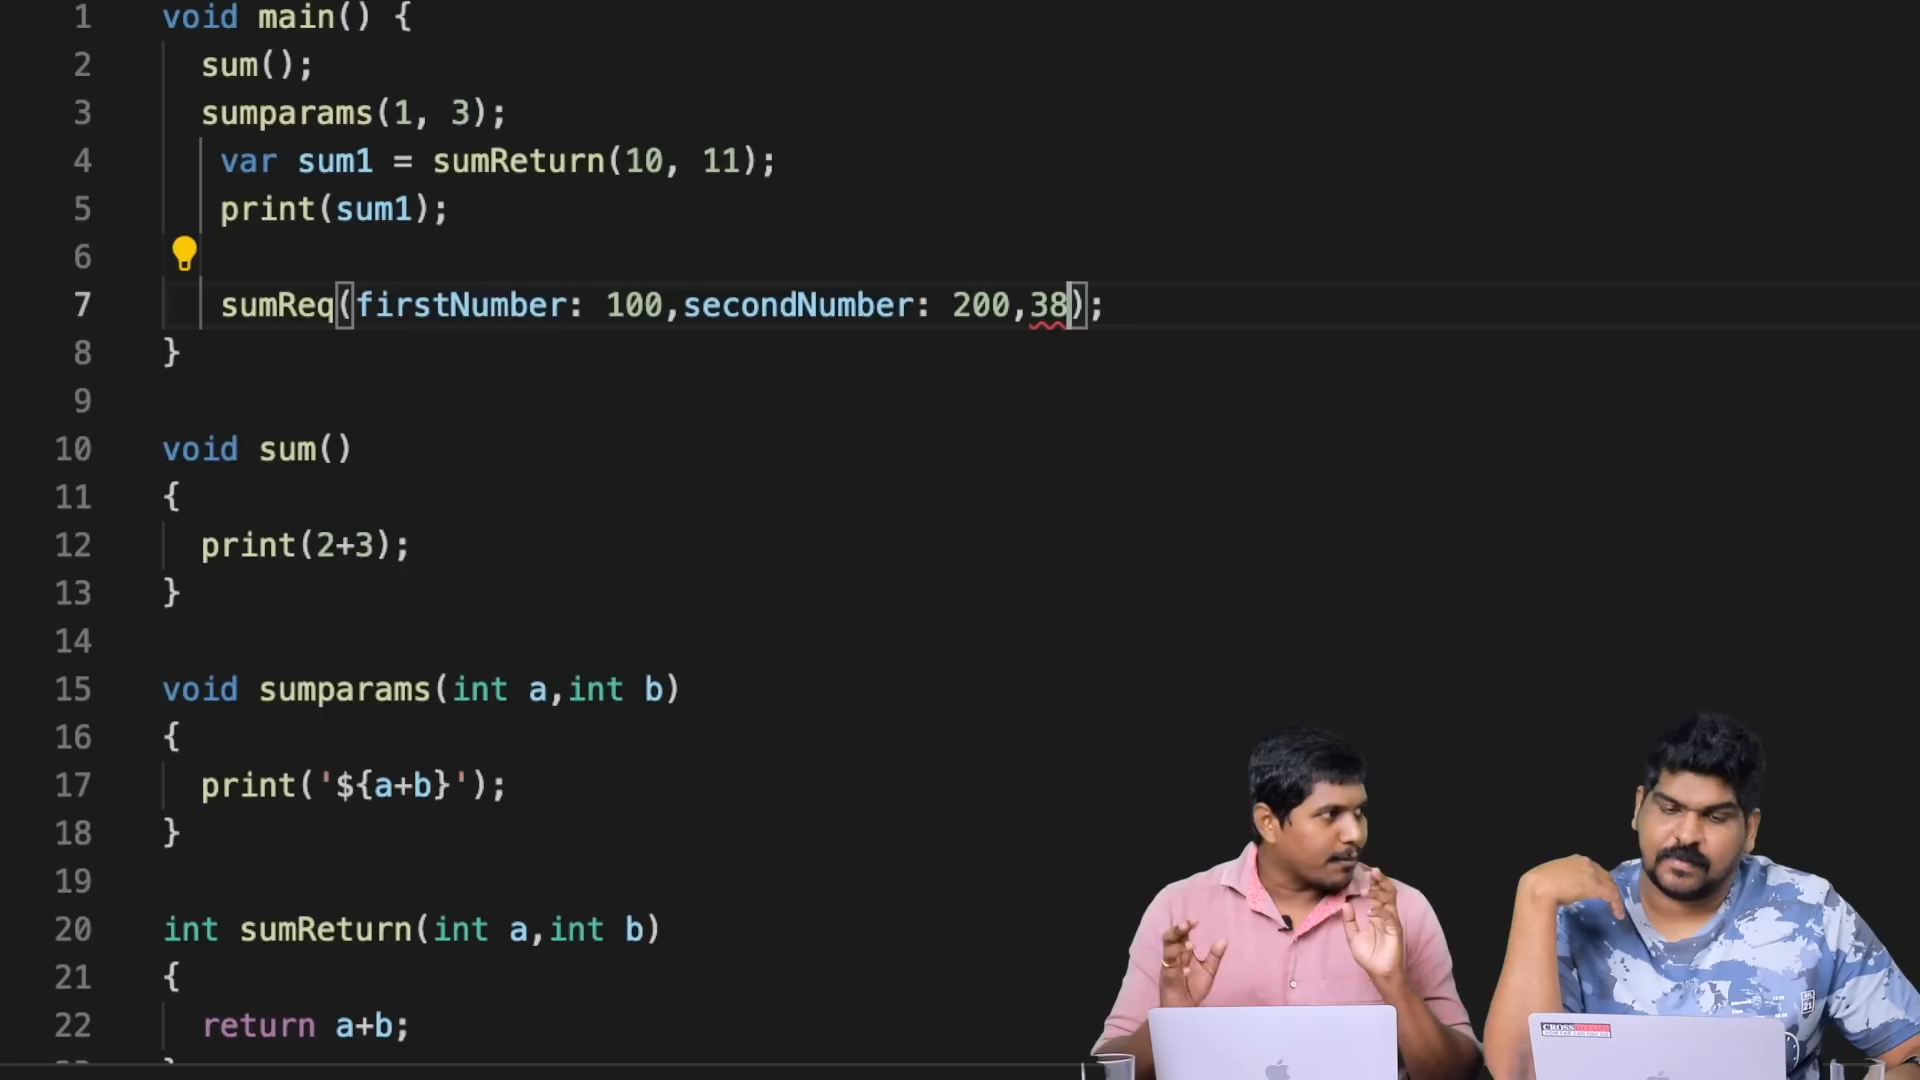 1 void main() {
2 sum();
3 sumparams(1, 3);
4 var sum1 = sumReturn(10, 11);
5 print(sum1);
6
7 sumReq(firstNumber: 100,secondNumber: 200,38);
8 }
9
10 void sum()
11 {
12 print(2+3);
13 }
14
15 void sumparams(int a,int b)
16 {
17 print('${a+b}');
18 }
19
20 int sumReturn(int a,int b)
21 {
22 return a+b;
CROSS